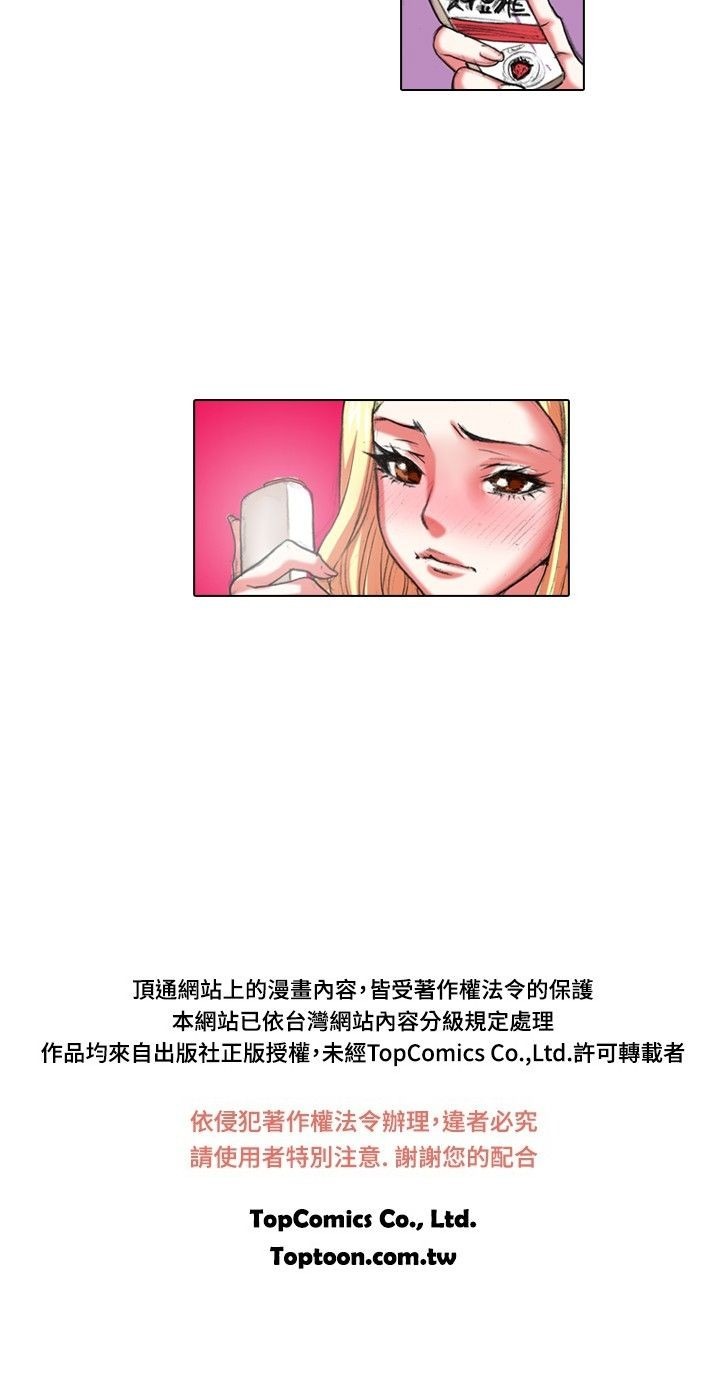 頂通網站上的漫畫內容，皆受著作權法令的保護
本網站已依台灣網站內容分級規定處理
作品均來自出版社正版授權，未經TopComics Co.,Ltd.許可轉載者
依侵犯著作權法令辦理，違者必究
請使用者特別注意. 謝謝您的配合
TopComics Co., Ltd.
Toptoon.com.tw